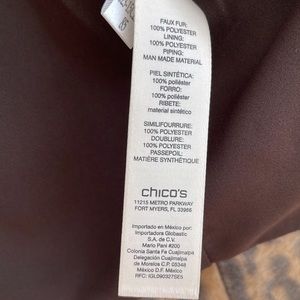 FAUX FUR:
100% POLYESTER
LINING:
100% POLYESTER
PIPING:
MAN MADE MATERIAL
PIEL SINTÉTICA:
100% poliéster
FORRO:
100% poliéster
RIBETE:
material sintético
SIMILIFOURRURE:
100% POLYESTER
DOUBLURE:
100% POLYESTER
PASSEPOIL:
MATIÈRE SYNTHÉTIQUE
chico's
11215 METRO PARKWAY
FORT MYERS, FL 33966
Importado en México por:
Importadora Globastic
S.A. de C.V.
Mario Pani #200
Colonia Santa Fe Cuajimalpa
Delegación Cuajimalpa
de Morelos C.P. 05348
México D.F. México
RFC: IGL090327SE5